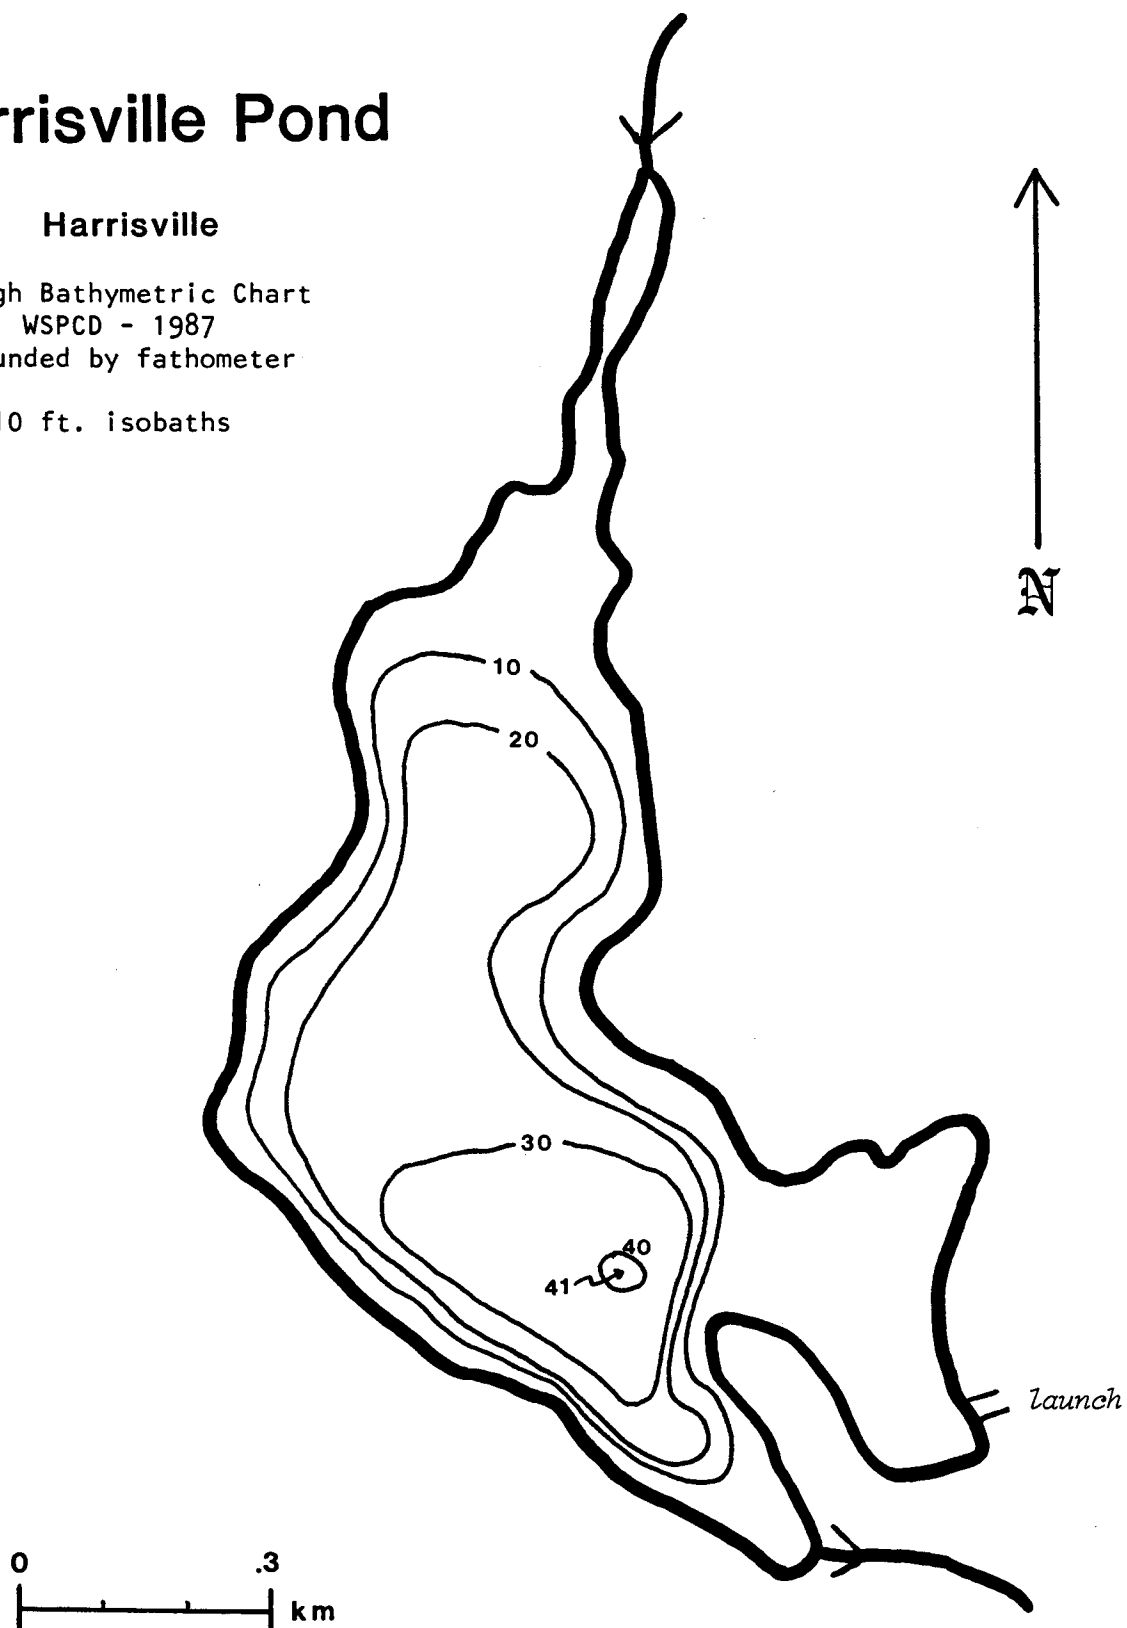 rrisville Pond
Harrisville
gh Bathymetric Chart
WSPCD - 1987
unded by fathometer
10 ft. isobaths
N
10
20
30
40
41
launch
0 .3
km